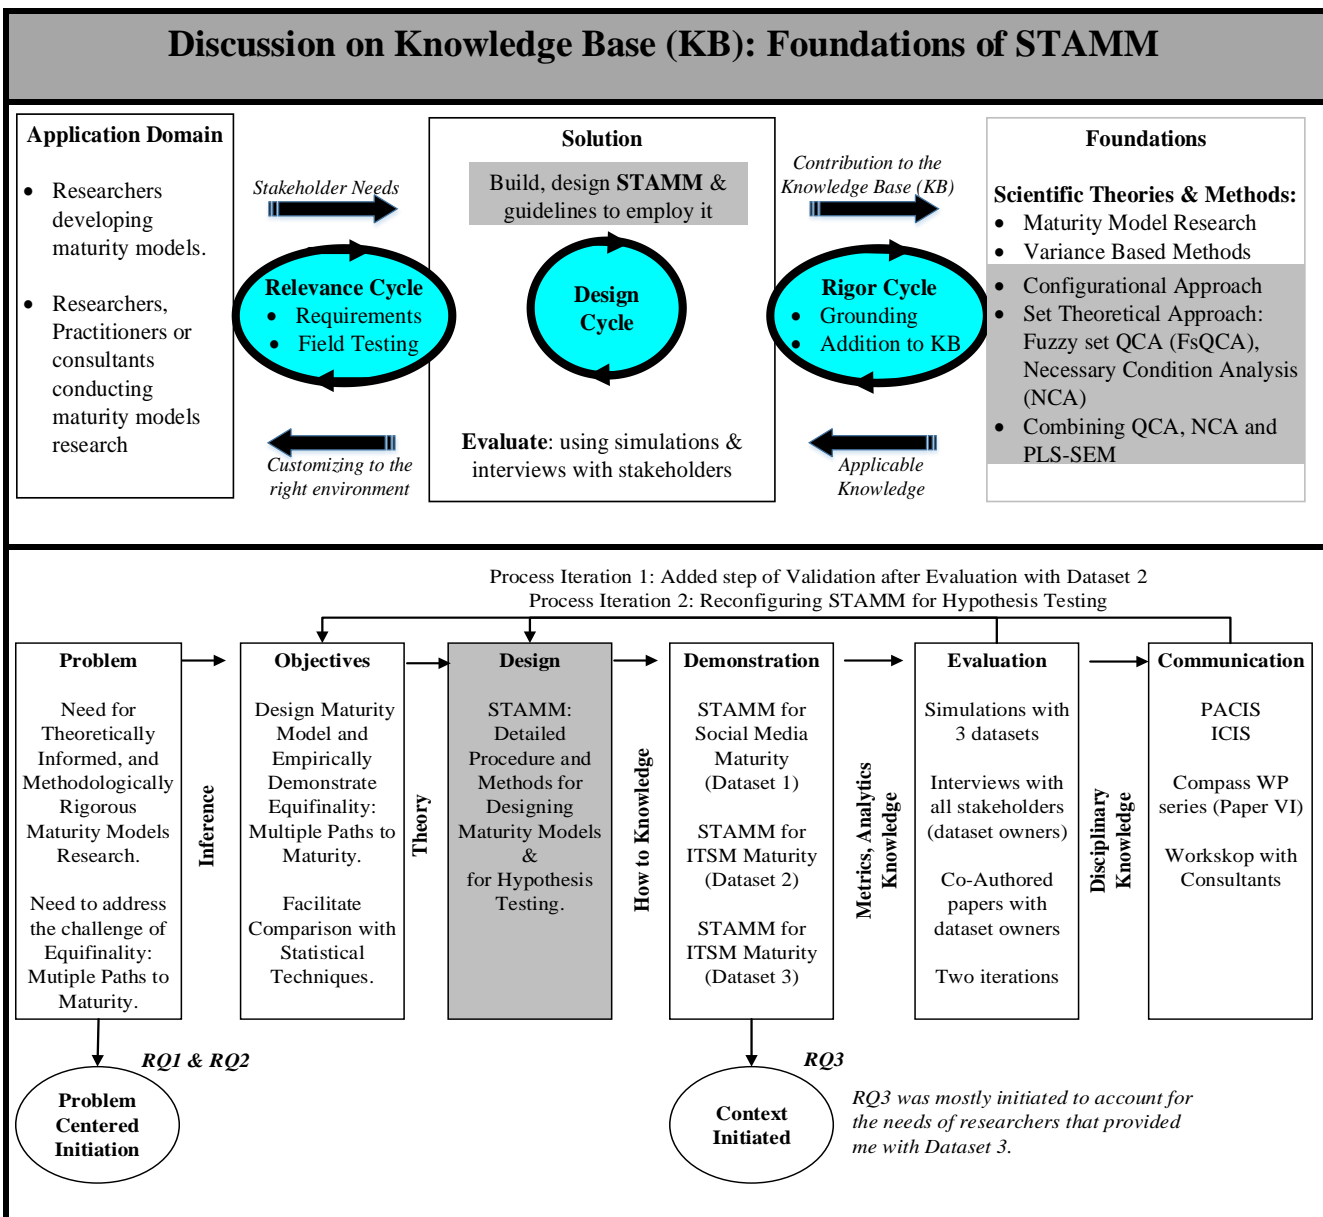 Discussion on Knowledge Base (KB): Foundations of STAMM
Application Domain
• Researchers
developing
maturity models.
• Researchers,
Practitioners or
consultants
conducting
maturity models
research
Stakeholder Needs
Relevance Cycle
• Requirements
• Field Testing
Customizing to the
right environment
Solution
Build, design STAMM &
guidelines to employ it
Design
Cycle
Evaluate: using simulations &
interviews with stakeholders
Contribution to the
Knowledge Base (KB)
Rigor Cycle
• Grounding
• Addition to KB
Applicable
Knowledge
Foundations
Scientific Theories & Methods:
• Maturity Model Research
• Variance Based Methods
• Configurational Approach
• Set Theoretical Approach:
Fuzzy set QCA (FsQCA),
Necessary Condition Analysis
(NCA)
• Combining QCA, NCA and
PLS-SEM
Process Iteration 1: Added step of Validation after Evaluation with Dataset 2
Process Iteration 2: Reconfiguring STAMM for Hypothesis Testing
Problem
Need for
Theoretically
Informed, and
Methodologically
Rigorous
Maturity Models
Research.
Need to address
the challenge of
Equifinality:
Mutiple Paths to
Maturity.
Inference
Objectives
Design Maturity
Model and
Empirically
Demonstrate
Equifinality:
Multiple Paths to
Maturity.
Facilitate
Comparison with
Statistical
Techniques.
Theory
Design
STAMM:
Detailed
Procedure and
Methods for
Designing
Maturity Models
&
for Hypothesis
Testing.
How to Knowledge
Demonstration
STAMM for
Social Media
Maturity
(Dataset 1)
STAMM for
ITSM Maturity
(Dataset 2)
STAMM for
ITSM Maturity
(Dataset 3)
Metrics, Analytics
Knowledge
Evaluation
Simulations with
3 datasets
Interviews with
all stakeholders
(dataset owners)
Co-Authored
papers with
dataset owners
Two iterations
Disciplinary
Knowledge
Communication
PACIS
ICIS
Compass WP
series (Paper VI)
Workskop with
Consultants
RQ1 & RQ2
Problem
Centered
Initiation
RQ3
Context
Initiated
RQ3 was mostly initiated to account for
the needs of researchers that provided
me with Dataset 3.